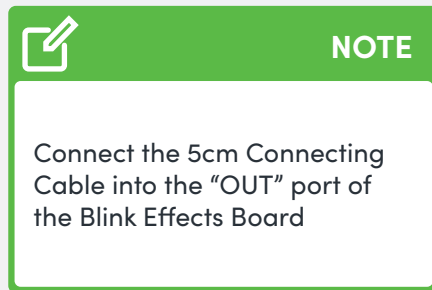 NOTE
Connect the 5cm Connecting
Cable into the “OUT” port of
the Blink Effects Board